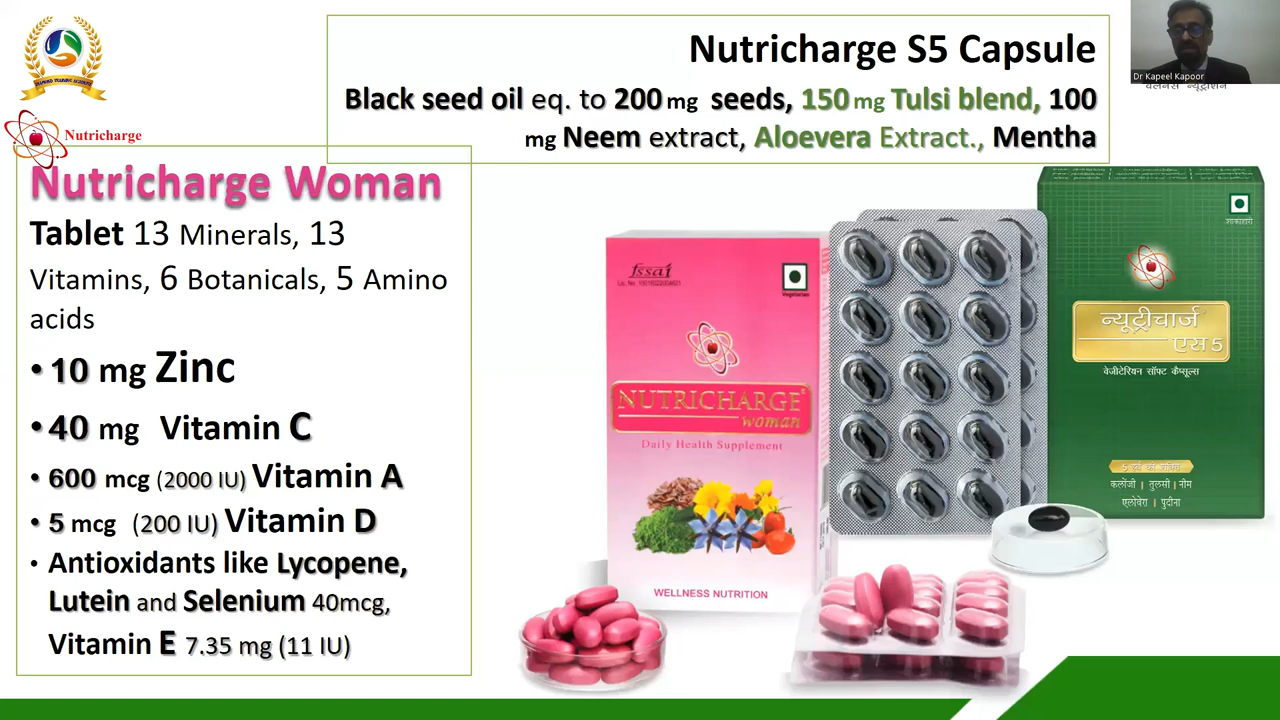 Nutricharge S5 Capsule
Black seed oil eq. to 200 mg seeds, 150 mg Tulsi blend, 100
mg Neem extract, Aloevera Extract., Mentha
Dr Kapeel Kapoor
वेलनेस न्यूट्रीशन
Nutricharge
Nutricharge Woman
Tablet 13 Minerals, 13
Vitamins, 6 Botanicals, 5 Amino
acids
• 10 mg Zinc
• 40 mg Vitamin C
• 600 mcg (2000 IU) Vitamin A
• 5 mcg (200 IU) Vitamin D
• Antioxidants like Lycopene,
Lutein and Selenium 40mcg,
Vitamin E 7.35 mg (11 IU)
fssai
Vegetarian
NUTRICHARGE
woman
Daily Health Supplement
WELLNESS NUTRITION
शाकाहारी
न्यूट्रीचार्ज
एस 5
वेजीटेरियन सॉफ्ट कैप्सूल्स
कलौंजी | तुलसी | नीम
एलोवेरा | पुदीना